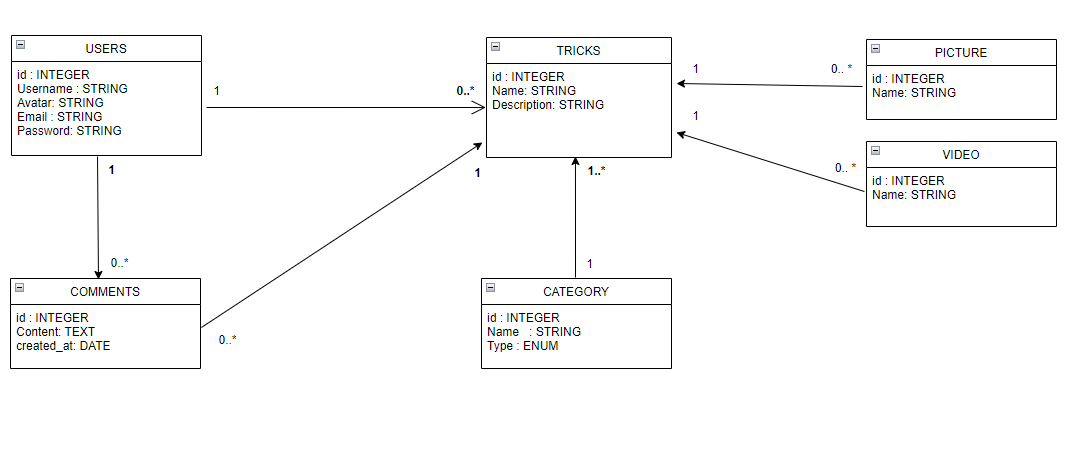 USERS
id : INTEGER
Username : STRING
Avatar: STRING
Email : STRING
Password: STRING
1
0..*
TRICKS
id : INTEGER
Name: STRING
Description: STRING
1
0.. *
PICTURE
id : INTEGER
Name: STRING
1
0.. *
VIDEO
id : INTEGER
Name: STRING
1
0..*
1
0..*
1..*
1
COMMENTS
id : INTEGER
Content: TEXT
created_at: DATE
CATEGORY
id : INTEGER
Name : STRING
Type : ENUM